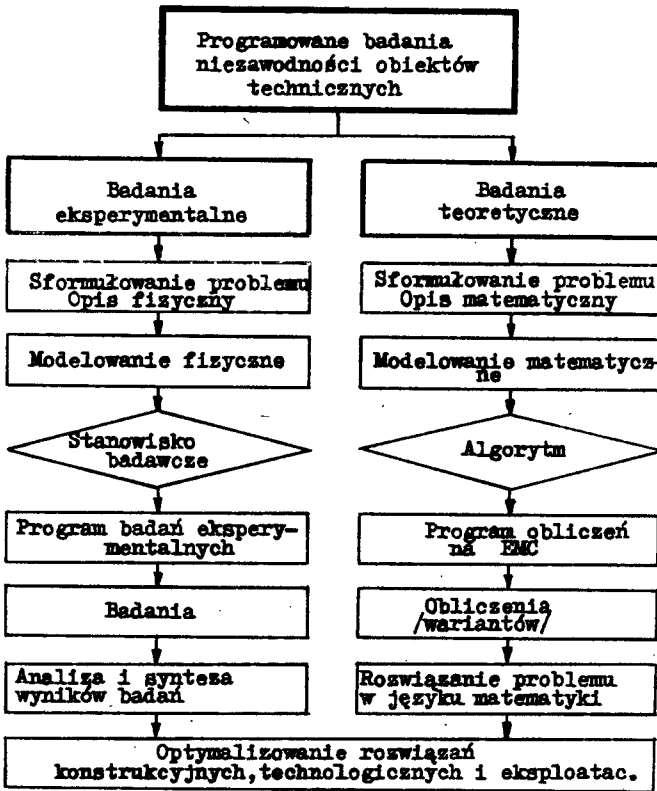 Programowane badania
niezawodności obiektów
technicznych
Badania
eksperymentalne
Badania
teoretyczne
Sformułowanie problemu
Opis fizyczny
Sformułowanie problemu
Opis matematyczny
Modelowanie fizyczne
Modelowanie matematycz-
ne
Stanowisko
badawcze
Algorytm
Program badań ekspery-
mentalnych
Program obliczeń
na EMC
Badania
Obliczenia
/wariantów/
Analiza i synteza
wyników badań
Rozwiązanie problemu
w języku matematyki
Optymalizowanie rozwiązań
konstrukcyjnych,technologicznych i eksploatac.